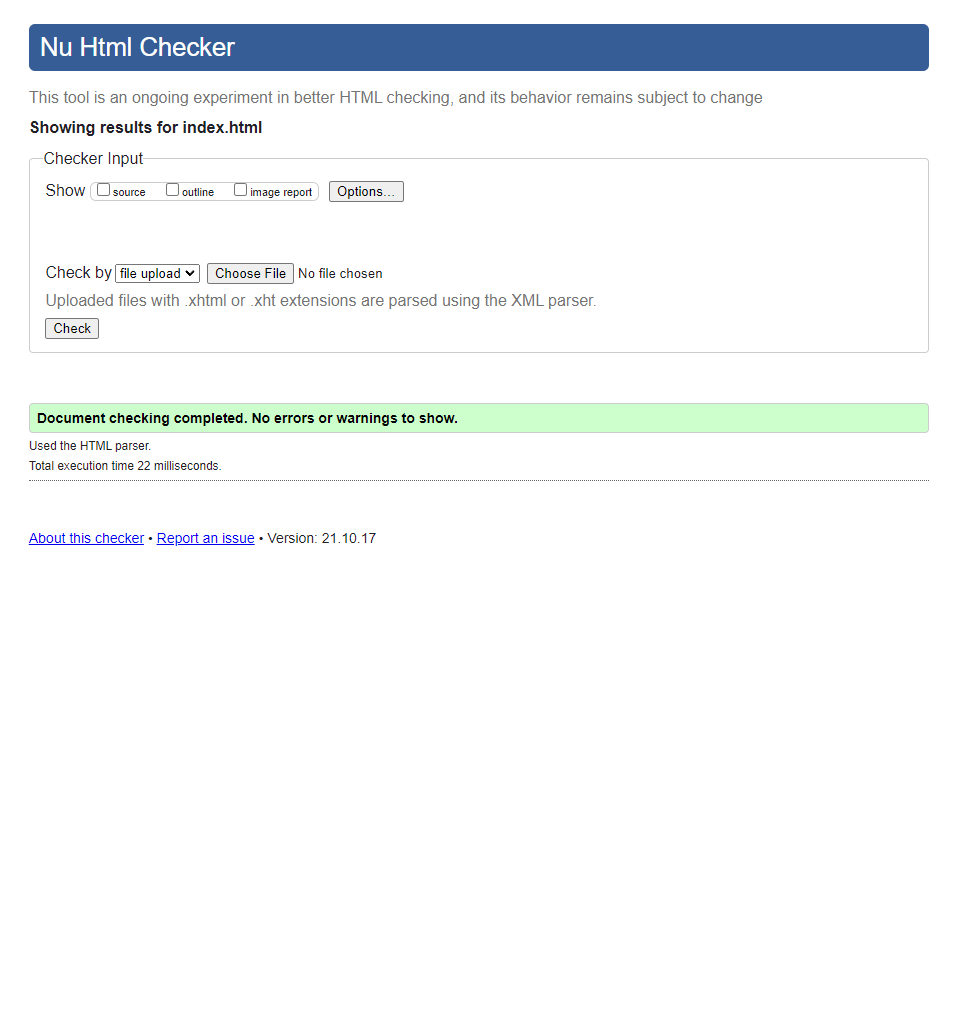 Nu Html Checker
This tool is an ongoing experiment in better HTML checking, and its behavior remains subject to change
Showing results for index.html
Checker Input
Show source outline image report Options...
Check by file upload Choose File No file chosen
Uploaded files with .xhtml or .xht extensions are parsed using the XML parser.
Check
Document checking completed. No errors or warnings to show.
Used the HTML parser.
Total execution time 22 milliseconds.
About this checker • Report an issue • Version: 21.10.17